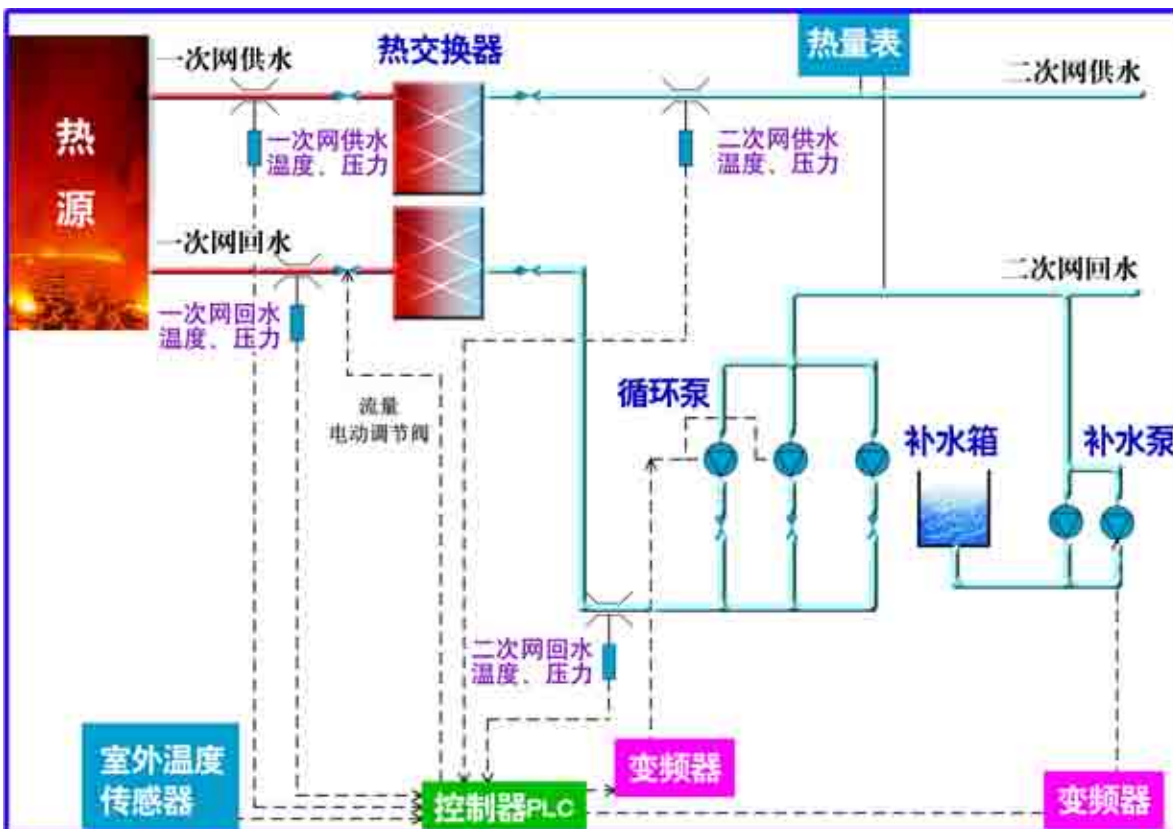 热交换器
热量表
一次网供水
二次网供水
热
源
一次网供水
温度、压力
二次网供水
温度、压力
一次网回水
二次网回水
一次网回水
温度、压力
循环泵
流量
电动调节阀
补水箱
补水泵
二次网回水
温度、压力
室外温度
传感器
变频器
控制器PLC
变频器